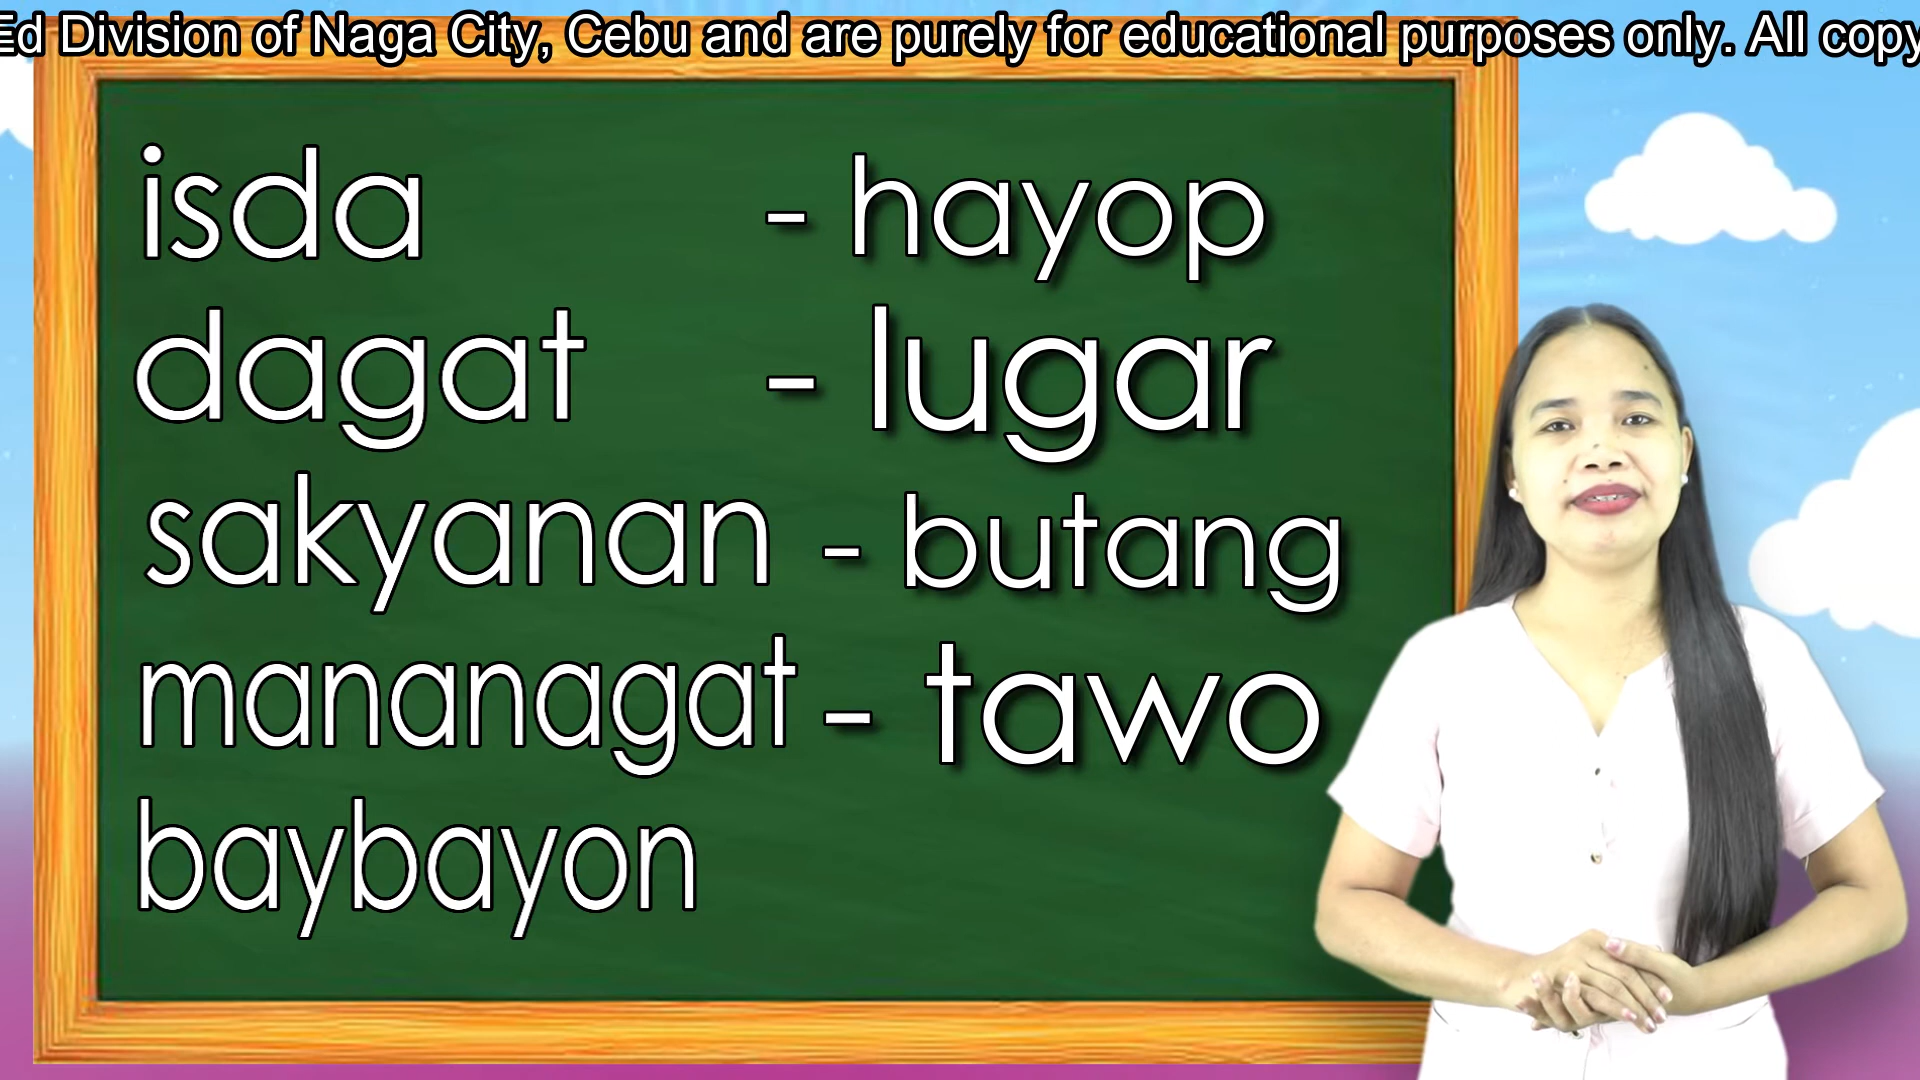 Ed Division of Naga City, Cebu and are purely for educational purposes only. All copy
isda - hayop
dagat - lugar
sakyanan - butang
mananagat - tawo
baybayon